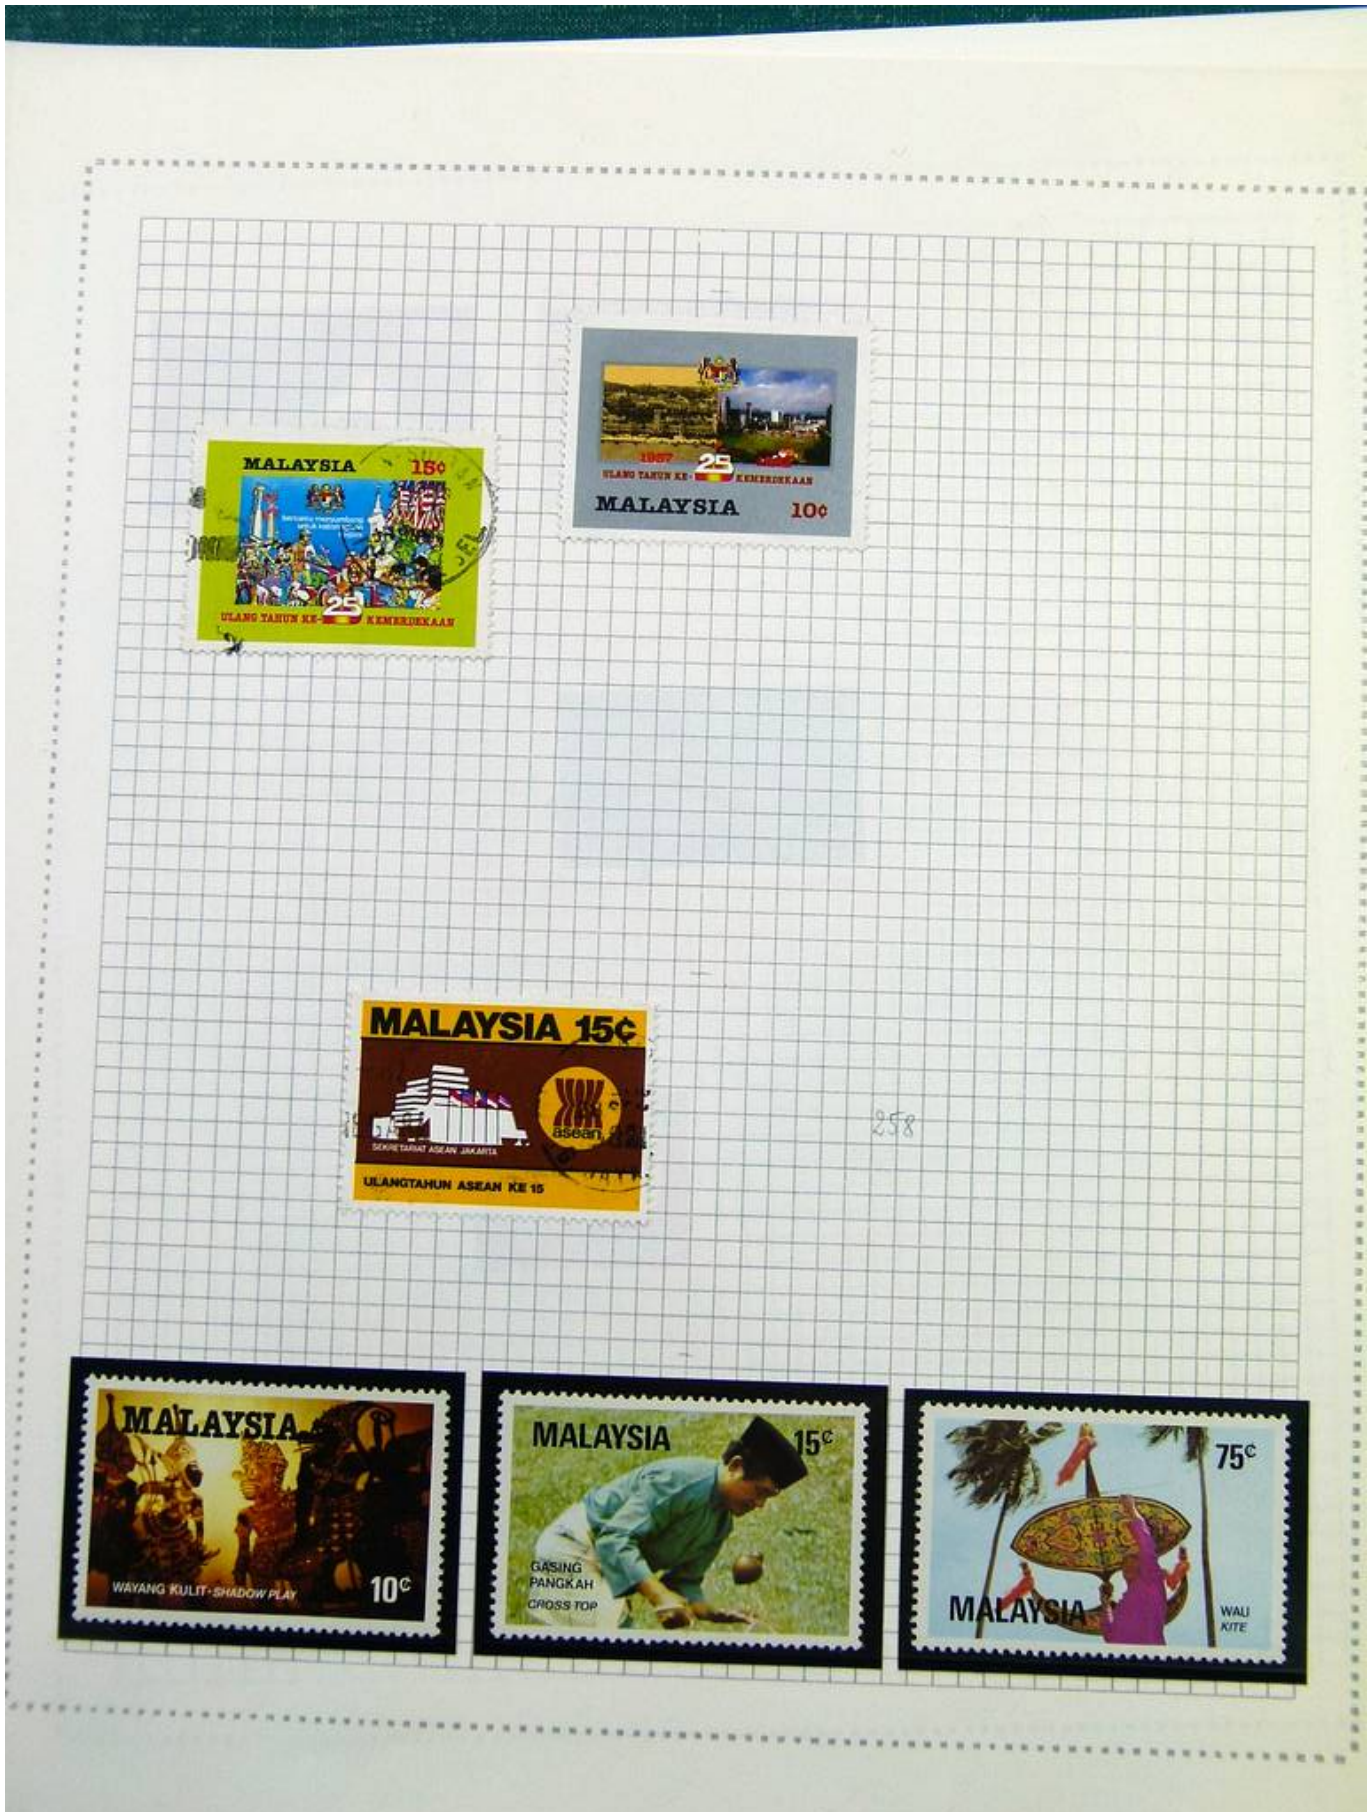 1957
25
ULANG TAHUN KE- KEMERDEKAAN
MALAYSIA 10¢
MALAYSIA 15¢
25
ULANG TAHUN KE- KEMERDEKAAN
MALAYSIA 15¢
asean
SEKRETARIAT ASEAN JAKARTA
ULANGTAHUN ASEAN KE 15
258
MALAYSIA
WAYANG KULIT·SHADOW PLAY
10¢
MALAYSIA 15¢
GASING
PANGKAH
CROSS TOP
75¢
MALAYSIA
WAU
KITE